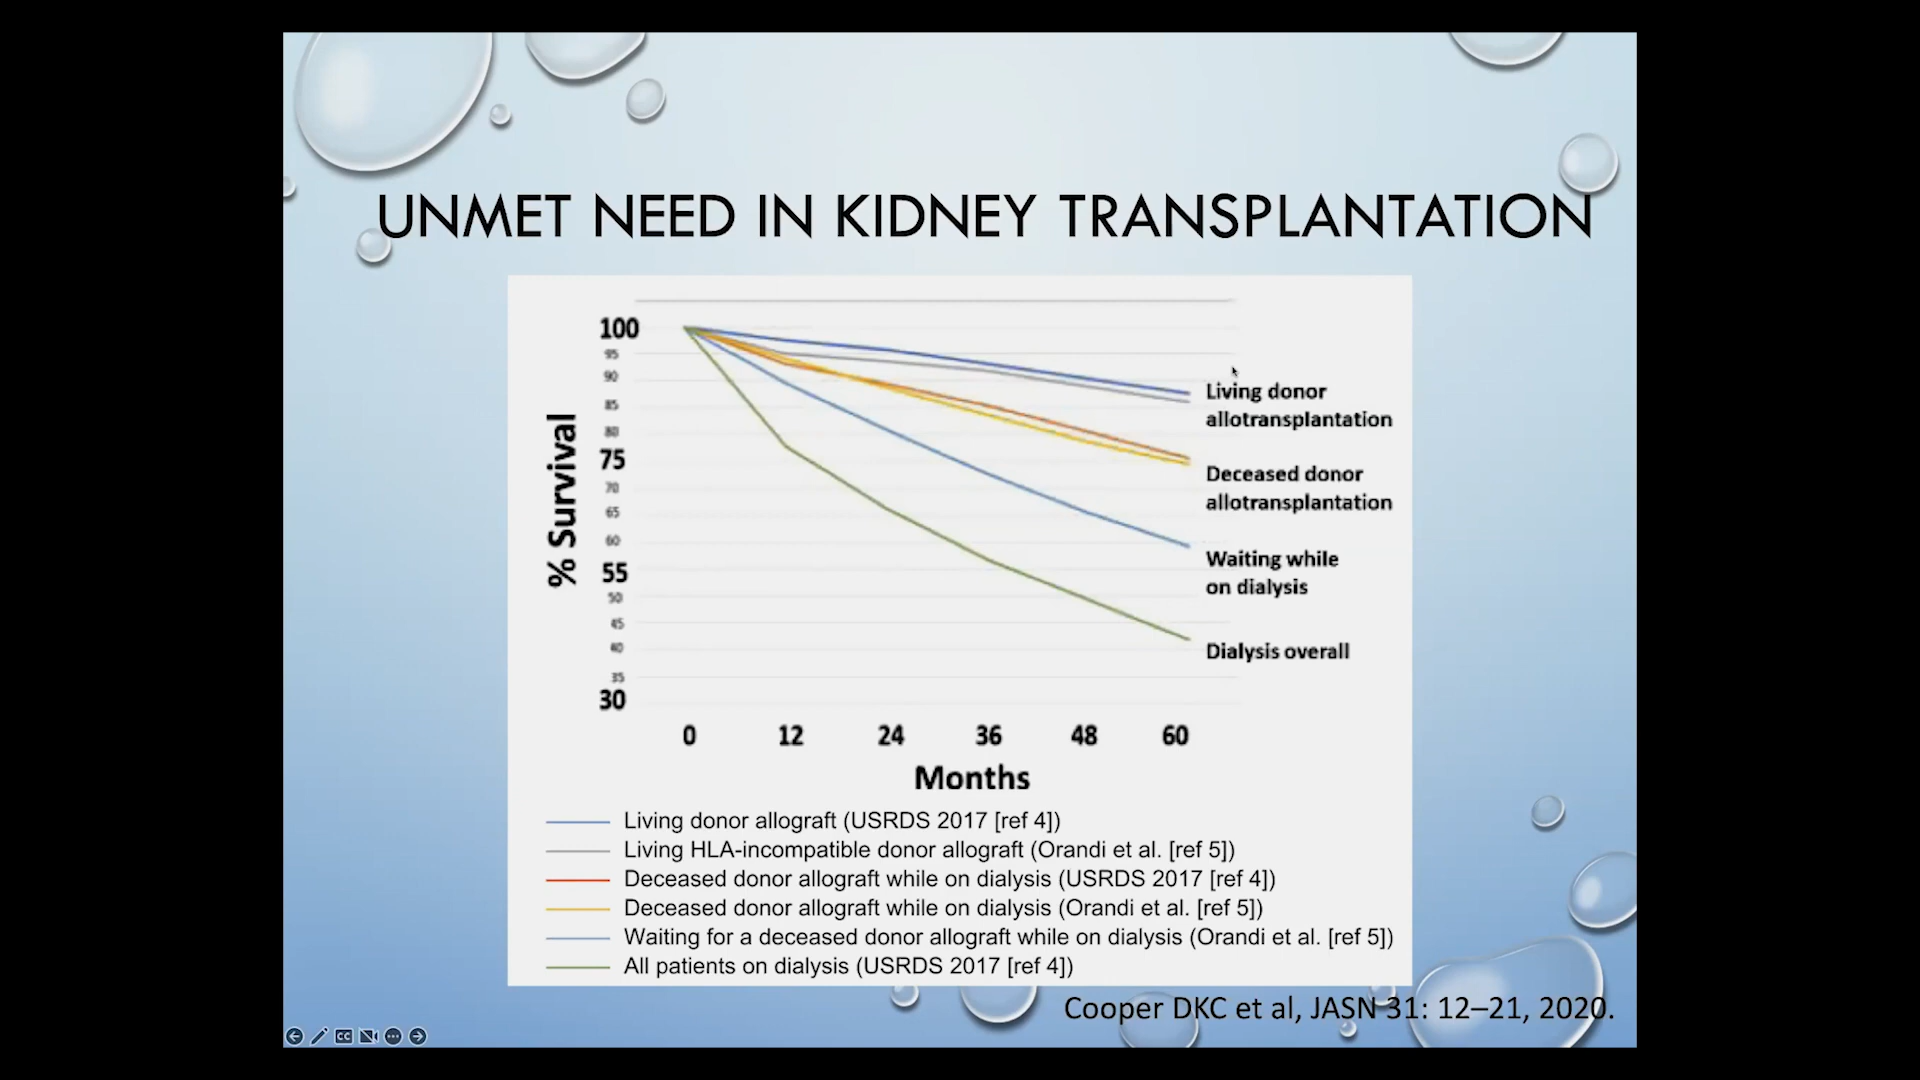 UNMET NEED IN KIDNEY TRANSPLANTATION
100
95
90
85
80
75
70
65
60
55
50
45
40
35
30
% Survival
Living donor
allotransplantation
Deceased donor
allotransplantation
Waiting while
on dialysis
Dialysis overall
0 12 24 36 48 60
Months
Living donor allograft (USRDS 2017 [ref 4])
Living HLA-incompatible donor allograft (Orandi et al. [ref 5])
Deceased donor allograft while on dialysis (USRDS 2017 [ref 4])
Deceased donor allograft while on dialysis (Orandi et al. [ref 5])
Waiting for a deceased donor allograft while on dialysis (Orandi et al. [ref 5])
All patients on dialysis (USRDS 2017 [ref 4])
Cooper DKC et al, JASN 31: 12–21, 2020.
CC